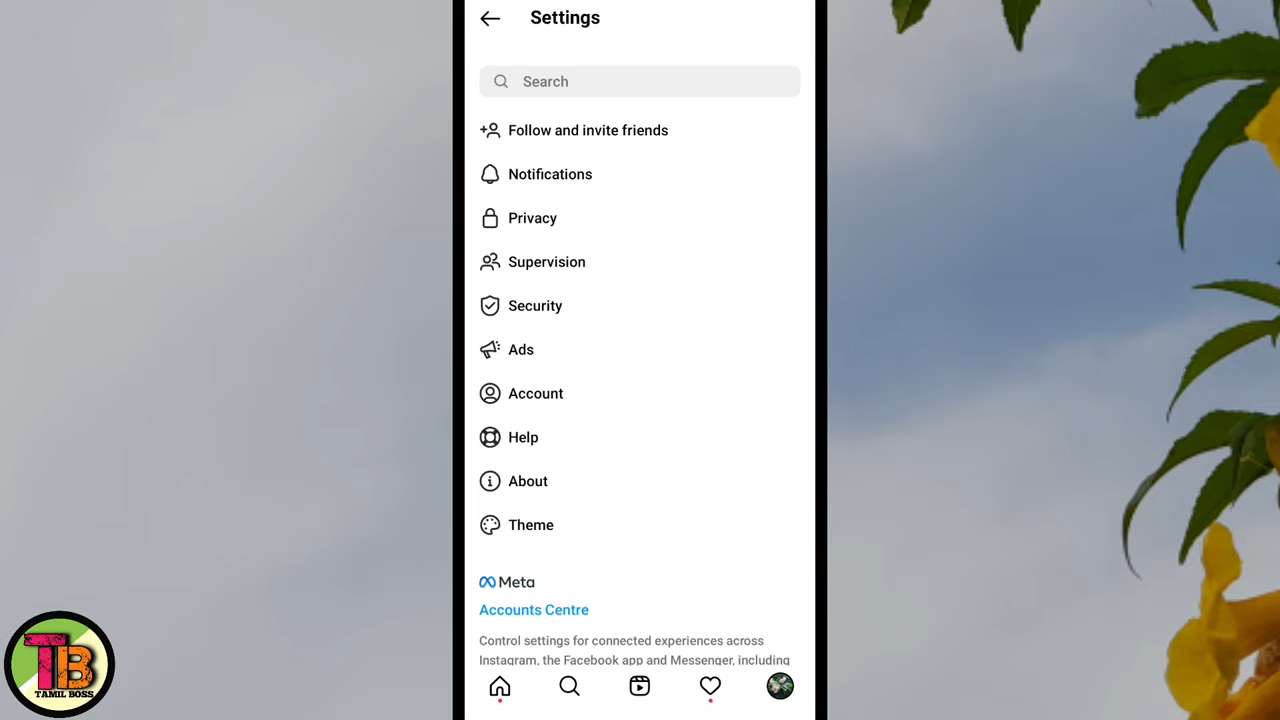 Settings
Search
Follow and invite friends
Notifications
Privacy
Supervision
Security
Ads
Account
Help
About
Theme
Meta
Accounts Centre
Control settings for connected experiences across
Instagram, the Facebook app and Messenger, including
TB
TAMIL BOSS